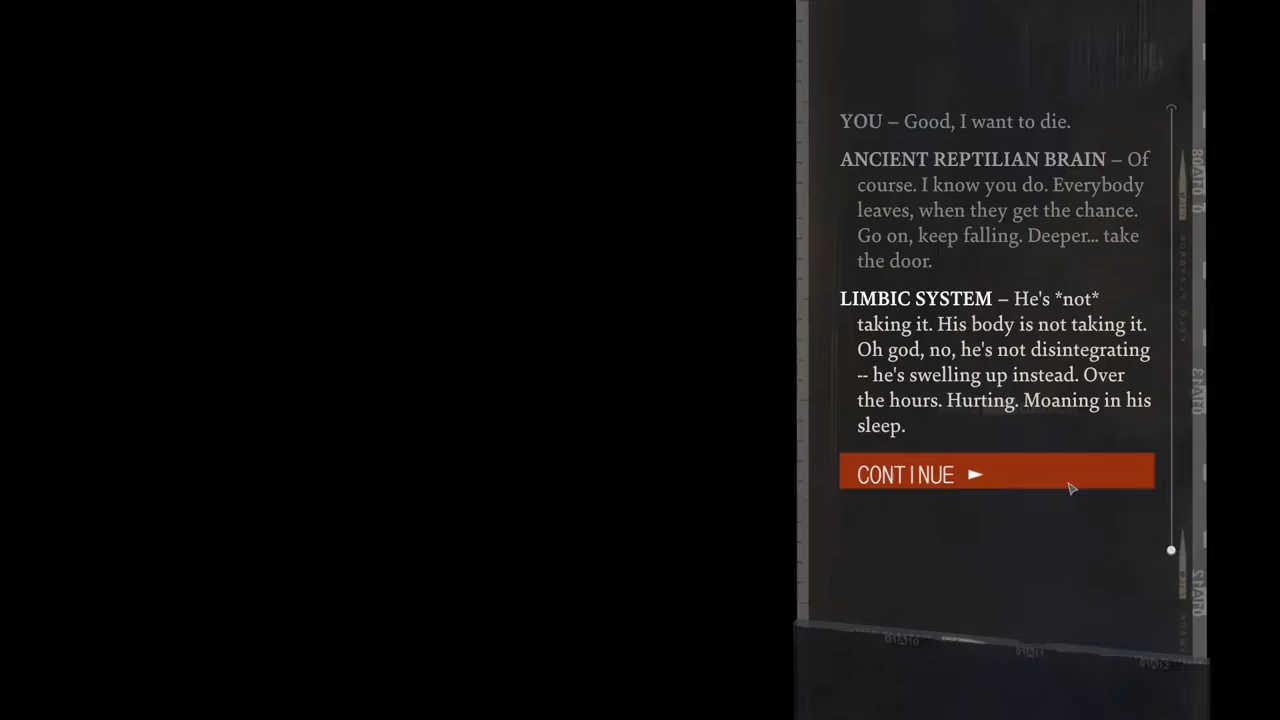 YOU – Good, I want to die.
ANCIENT REPTILIAN BRAIN – Of
course. I know you do. Everybody
leaves, when they get the chance.
Go on, keep falling. Deeper... take
the door.
LIMBIC SYSTEM – He's *not*
taking it. His body is not taking it.
Oh god, no, he's not disintegrating
-- he's swelling up instead. Over
the hours. Hurting. Moaning in his
sleep.
CONTINUE